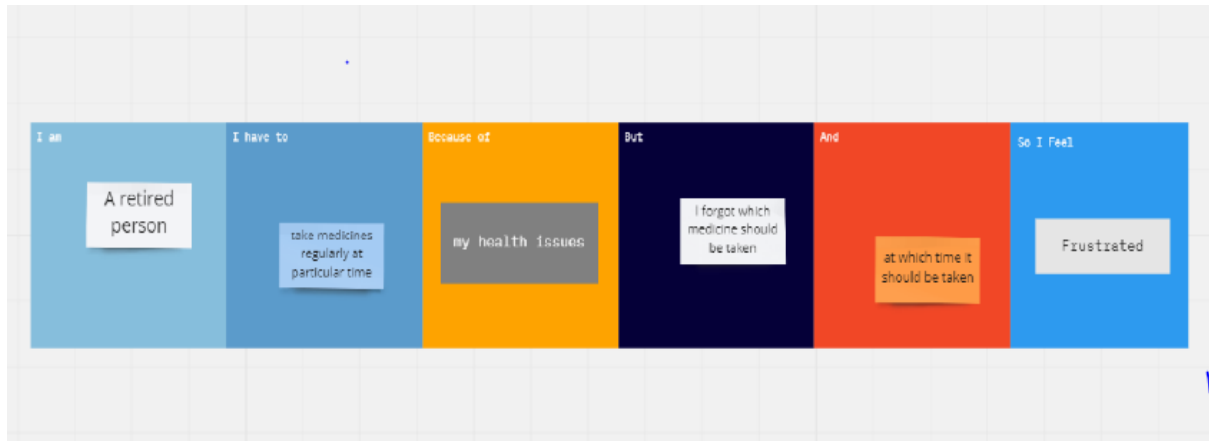 I am
A retired
person
I have to
take medicines
regularly at
particular time
Because of
my health issues
But
I forgot which
medicine should
be taken
And
at which time it
should be taken
So I Feel
Frustrated